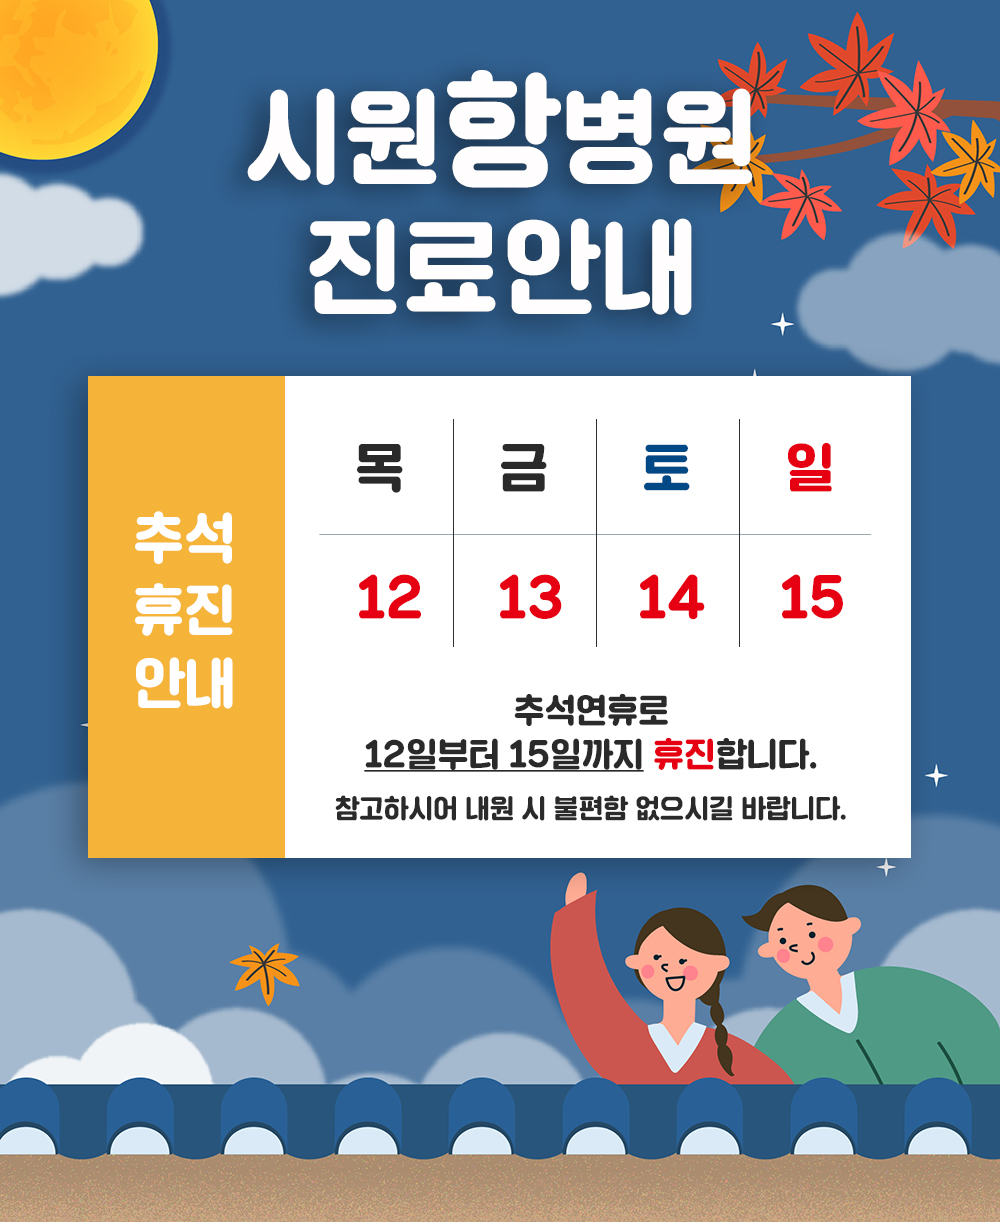 시원항병원
진료안내
추석
휴진
안내
목 금 토 일
12 13 14 15
추석연휴로
12일부터 15일까지 휴진합니다.
참고하시어 내원 시 불편함 없으시길 바랍니다.